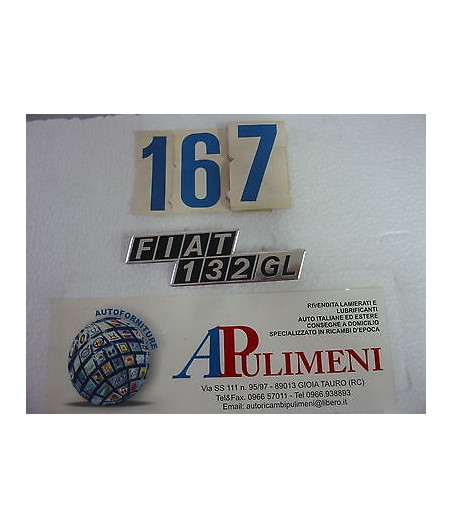 167
FIAT
132GL
AUTOFORNITURE
RIVENDITA LAMIERATI E
LUBRIFICANTI
AUTO ITALIANE ED ESTERE
CONSEGNE A DOMICILIO
SPECIALIZZATO IN RICAMBI D'EPOCA
APULIMENI
Via SS 111 n. 95/97 - 89013 GIOIA TAURO (RC)
Tel&Fax. 0966 57011 - Tel 0966.938893
Email: autoricambipulimeni@libero.it